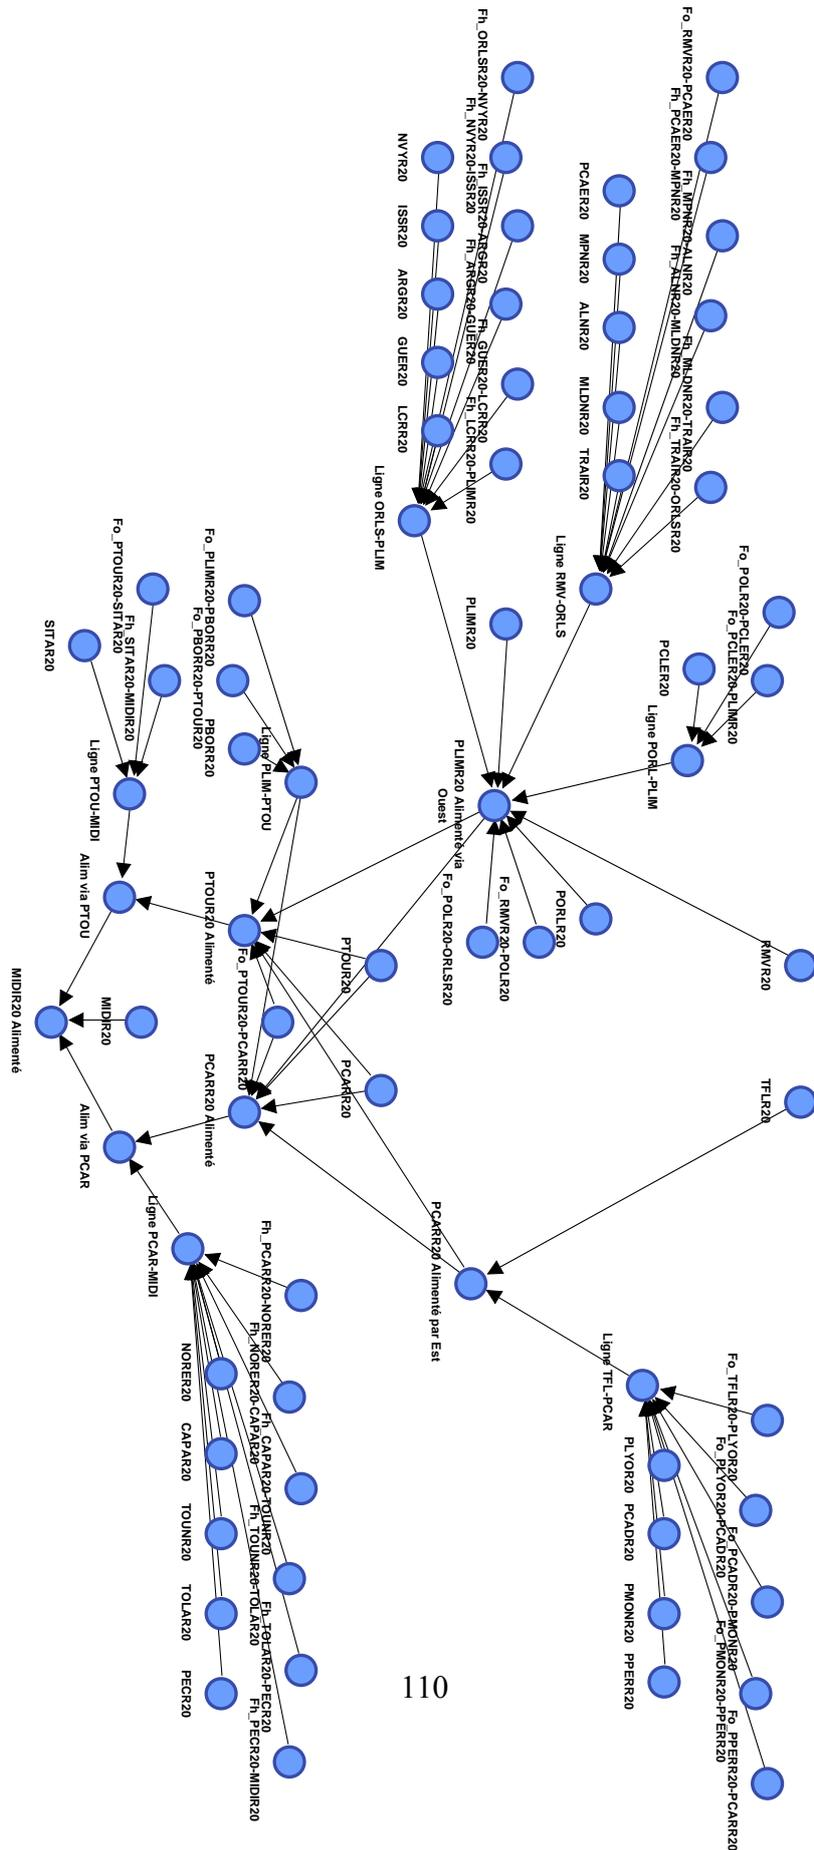 Fo_RMVR20-PCAER20
Fh_PCAER20-MPNR20
Fh_MPNR20-ALNR20
Fh_ALNR20-MLDNR20
Fh_MLDNR20-TRAIR20
Fh_TRAIR20-ORLSR20
PCAER20
MPNR20
ALNR20
MLDNR20
TRAIR20
Ligne RMV-ORLS
Fh_ORLSR20-NVYR20
Fh_NVYR20-ISSR20
Fh_ISSR20-ARGR20
Fh_ARGR20-GUER20
Fh_GUER20-LCRR20
Fh_LCRR20-PLIMR20
NVYR20
ISSR20
ARGR20
GUER20
LCRR20
Ligne ORLS-PLIM
Fo_POLR20-PCLER20
Fo_PCLER20-PLIMR20
PCLER20
Ligne PORL-PLIM
PLIMR20
PLIMR20 Alimenté via
Ouest
PORLR20
Fo_RMVR20-POLR20
Fo_POLR20-ORLSR20
RMVR20
TFLR20
Fo_PLIMR20-PBORR20
Fo_PBORR20-PTOUR20
PBORR20
Ligne PLIM-PTOU
Fo_PTOUR20-SITAR20
Fh_SITAR20-MIDIR20
SITAR20
Ligne PTOU-MIDI
Alim via PTOU
PTOUR20 Alimenté
PTOUR20
Fo_PTOUR20-PCARR20
PCARR20
PCARR20 Alimenté
MIDIR20
MIDIR20 Alimenté
Alim via PCAR
Ligne PCAR-MIDI
PCARR20 Alimenté par Est
Fh_PCARR20-NORER20
Fh_NORER20-CAPAR20
Fh_CAPAR20-TOUNR20
Fh_TOUNR20-TOLAR20
Fh_TOLAR20-PECR20
Fh_PECR20-MIDIR20
NORER20
CAPAR20
TOUNR20
TOLAR20
PECR20
Ligne TFL-PCAR
Fo_TFLR20-PLYOR20
Fo_PLYOR20-PCADR20
Fo_PCADR20-PMONR20
Fo_PMONR20-PPERR20
Fo_PPERR20-PCARR20
PLYOR20
PCADR20
PMONR20
PPERR20
110